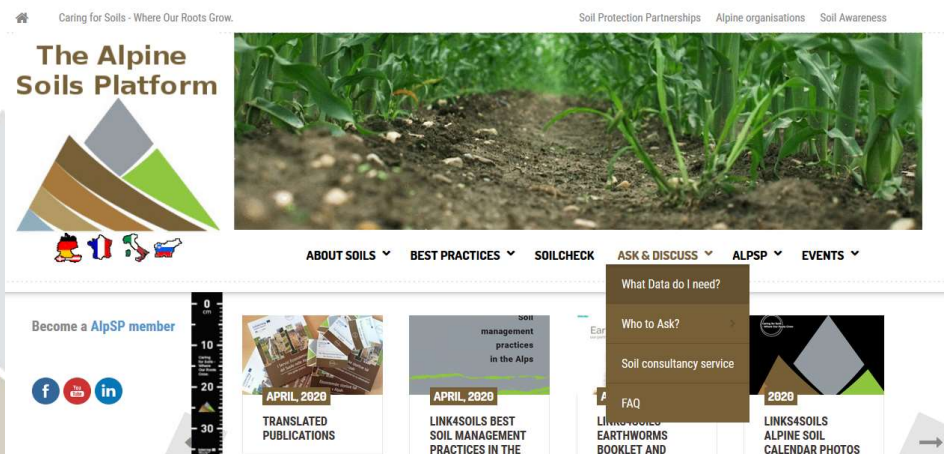 Caring for Soils - Where Our Roots Grow.
Soil Protection Partnerships Alpine organisations Soil Awareness
The Alpine
Soils Platform
ABOUT SOILS BEST PRACTICES SOILCHECK ASK & DISCUSS ALPSP EVENTS
What Data do I need?
Who to Ask?
Soil consultancy service
FAQ
Become a AlpSP member
0
cm
10
20
30
APRIL, 2020
TRANSLATED
PUBLICATIONS
Soil
management
practices
in the Alps
APRIL, 2020
LINKS4SOILS BEST
SOIL MANAGEMENT
PRACTICES IN THE
Ear
A
EARTHWORMS
BOOKLET AND
2020
LINKS4SOILS
ALPINE SOIL
CALENDAR PHOTOS